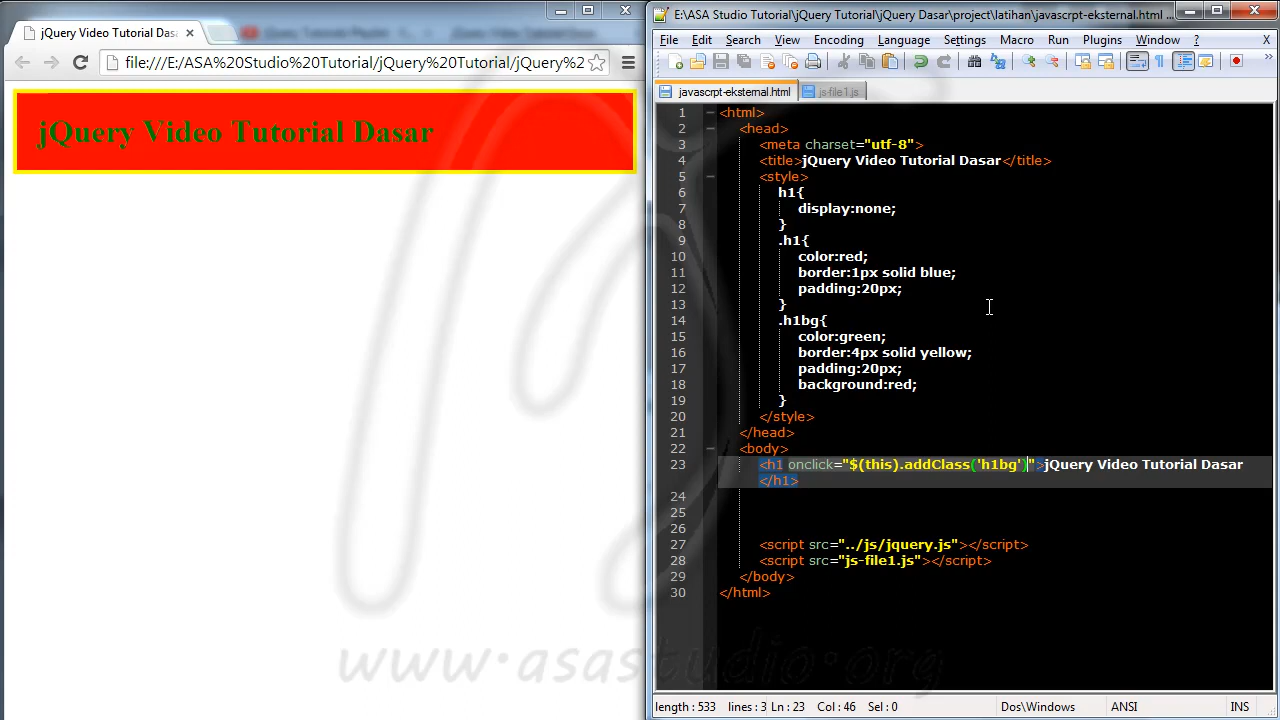 jQuery Video Tutorial Dasa
file:///E:/ASA%20Studio%20Tutorial/jQuery%20Tutorial/jQuery%2
jQuery Video Tutorial Dasar
E:\ASA Studio Tutorial\jQuery Tutorial\jQuery Dasar\project\latihan\javascrpt-eksternal.html ...
File Edit Search View Encoding Language Settings Macro Run Plugins Window ? X
javascrpt-eksternal.html js-file1.js
1 <html>
2 <head>
3 <meta charset="utf-8">
4 <title>jQuery Video Tutorial Dasar</title>
5 <style>
6 h1{
7 display:none;
8 }
9 .h1{
10 color:red;
11 border:1px solid blue;
12 padding:20px;
13 }
14 .h1bg{
15 color:green;
16 border:4px solid yellow;
17 padding:20px;
18 background:red;
19 }
20 </style>
21 </head>
22 <body>
23 <h1 onclick="$(this).addClass('h1bg')">jQuery Video Tutorial Dasar
</h1>
24
25
26
27 <script src="../js/jquery.js"></script>
28 <script src="js-file1.js"></script>
29 </body>
30 </html>
www.asastudio.org
length : 533 lines : 3 Ln : 23 Col : 46 Sel : 0 Dos\Windows ANSI INS